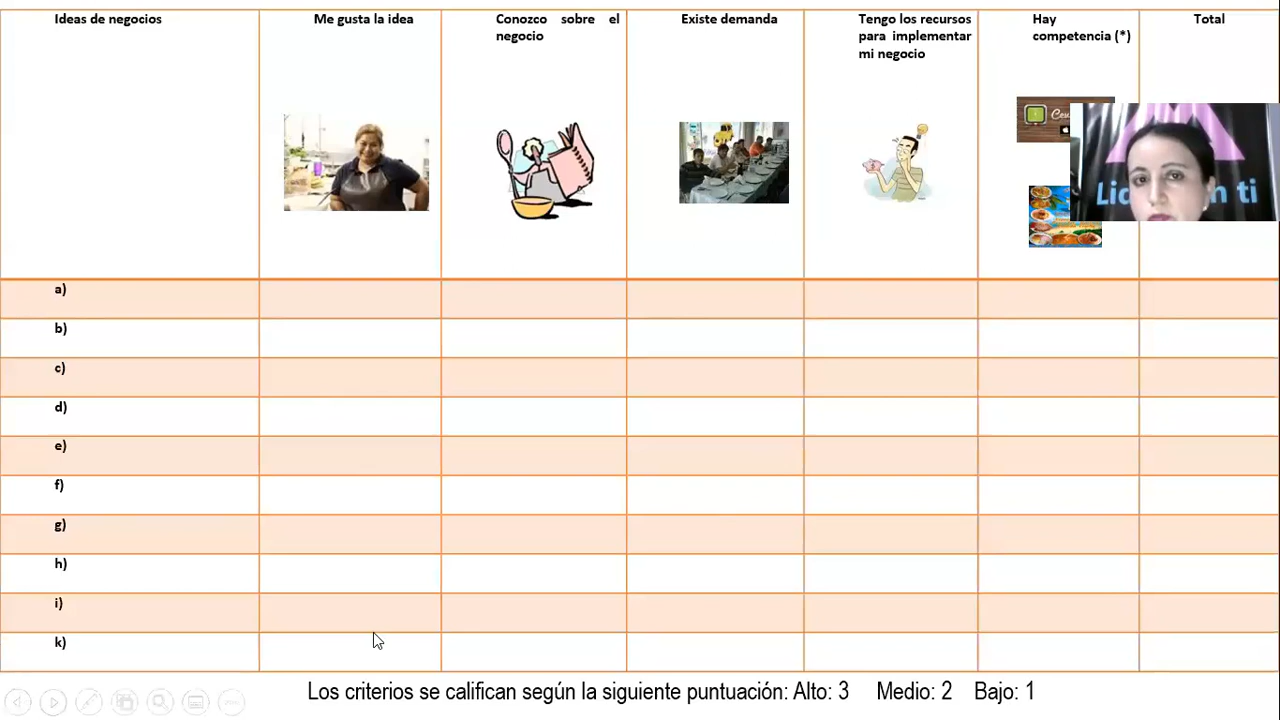 Ideas de negocios
Me gusta la idea
Conozco sobre el
negocio
Existe demanda
Tengo los recursos
para implementar
mi negocio
Hay
competencia (*)
Total
a)
b)
c)
d)
e)
f)
g)
h)
i)
k)
Los criterios se califican según la siguiente puntuación: Alto: 3 Medio: 2 Bajo: 1